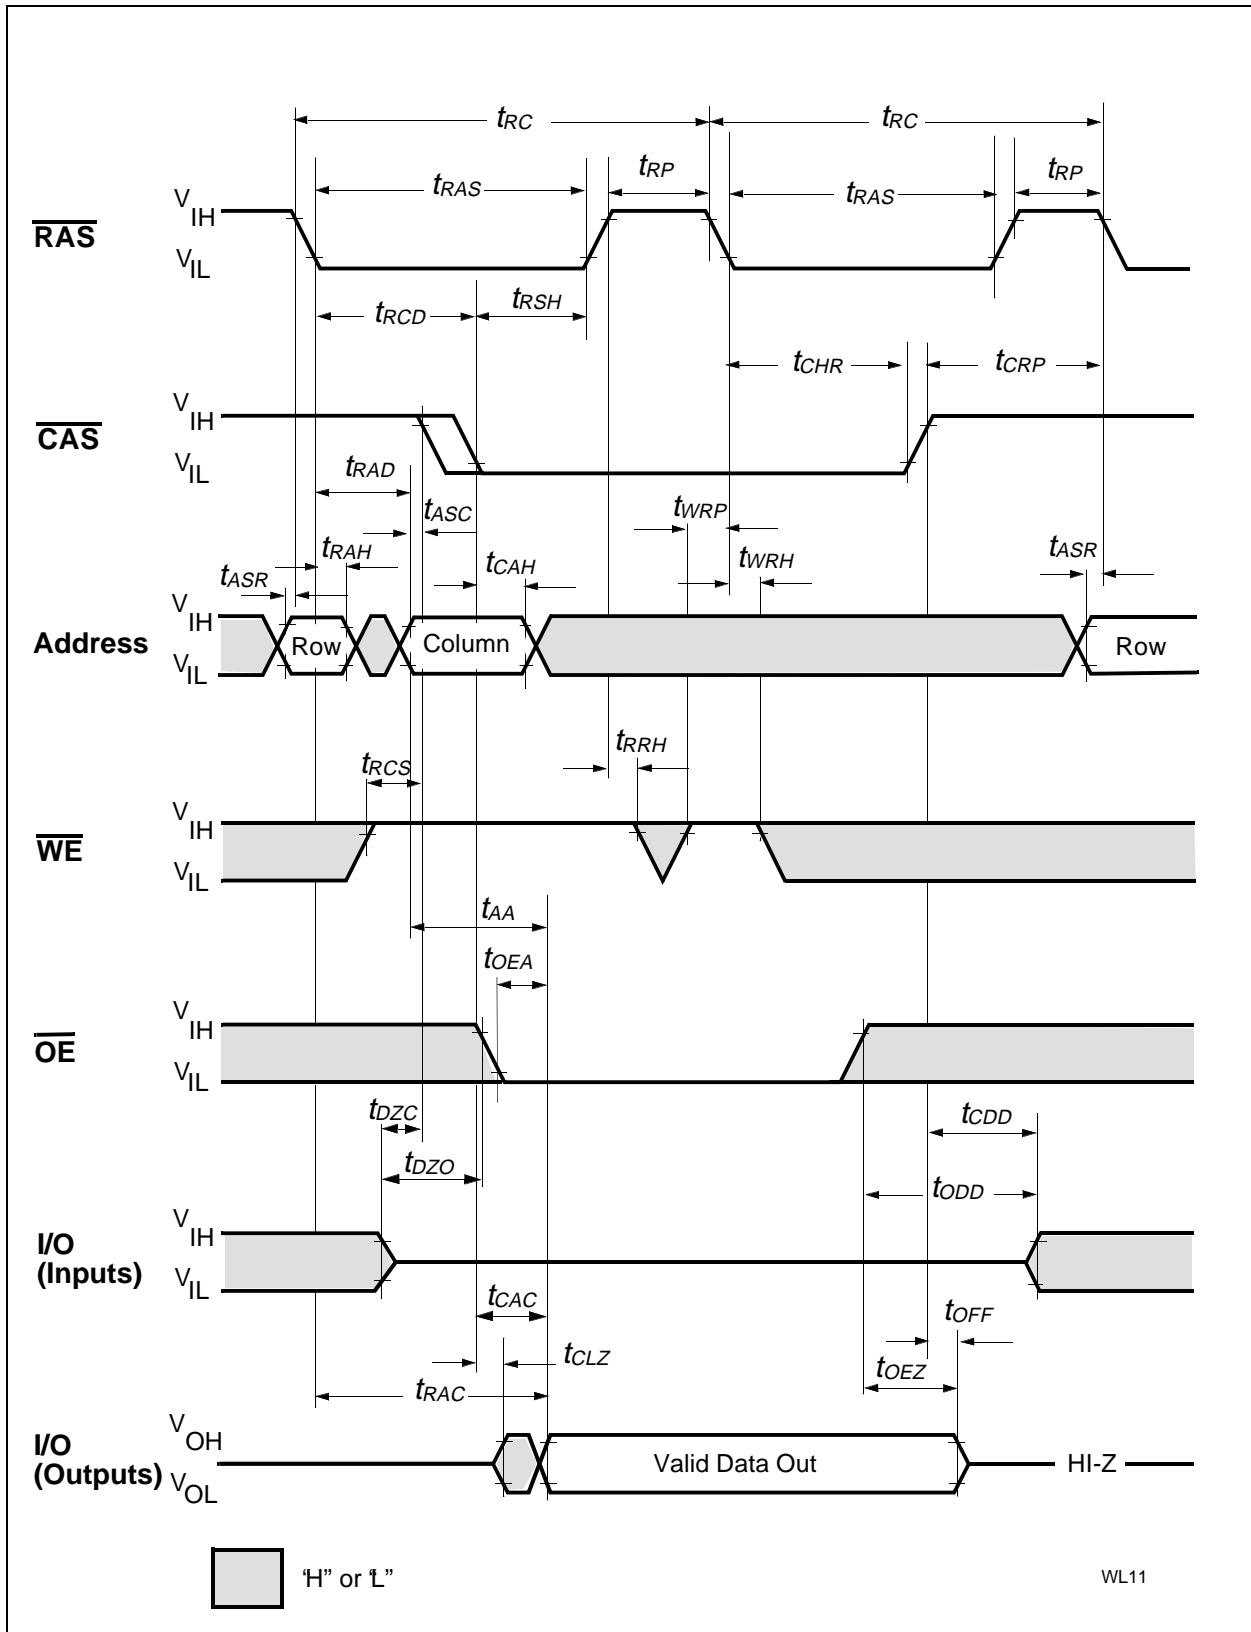 tRC tRC
tRAS tRP tRAS tRP
VIH
RAS
VIL
tRCD tRSH
tCHR tCRP
VIH
CAS
VIL
tRAD
tASC tWRP
tRAH tCAH tWRH tASR
tASR
VIH
Address Row Column Row
VIL
tRRH
tRCS
VIH
WE
VIL
tAA
tOEA
VIH
OE
VIL
tDZC tCDD
tDZO tODD
VIH
I/O
(Inputs)
VIL
tCAC tOFF
tCLZ tOEZ
tRAC
VOH
I/O
(Outputs) Valid Data Out HI-Z
VOL
"H" or "L"
WL11